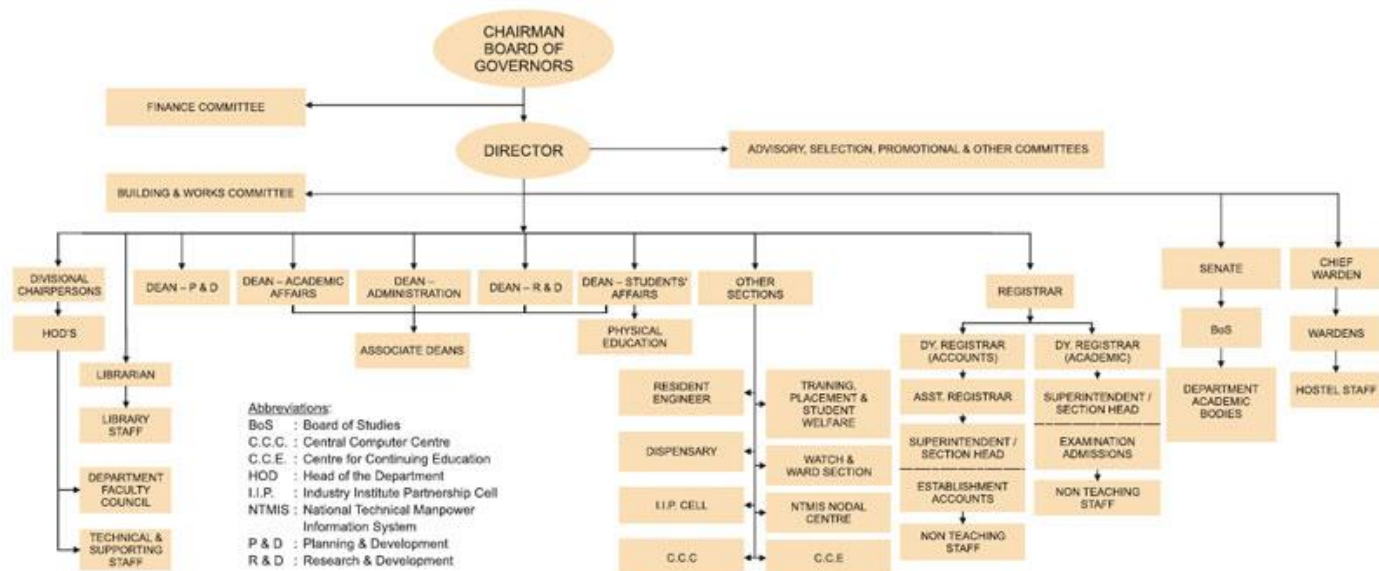 CHAIRMAN
BOARD OF
GOVERNORS
FINANCE COMMITTEE
DIRECTOR
ADVISORY, SELECTION, PROMOTIONAL & OTHER COMMITTEES
BUILDING & WORKS COMMITTEE
DIVISIONAL
CHAIRPERSONS
DEAN – P & D
DEAN – ACADEMIC
AFFAIRS
DEAN –
ADMINISTRATION
DEAN – R & D
DEAN – STUDENTS'
AFFAIRS
OTHER
SECTIONS
REGISTRAR
SENATE
CHIEF
WARDEN
HOD'S
ASSOCIATE DEANS
PHYSICAL
EDUCATION
DY. REGISTRAR
(ACCOUNTS)
DY. REGISTRAR
(ACADEMIC)
BoS
WARDENS
LIBRARIAN
LIBRARY
STAFF
RESIDENT
ENGINEER
TRAINING,
PLACEMENT &
STUDENT
WELFARE
ASST. REGISTRAR
SUPERINTENDENT /
SECTION HEAD
DEPARTMENT
ACADEMIC
BODIES
HOSTEL STAFF
DISPENSARY
WATCH &
WARD SECTION
SUPERINTENDENT /
SECTION HEAD
EXAMINATION
ADMISSIONS
DEPARTMENT
FACULTY
COUNCIL
I.I.P. CELL
NTMIS NODAL
CENTRE
ESTABLISHMENT
ACCOUNTS
NON TEACHING
STAFF
TECHNICAL &
SUPPORTING
STAFF
C.C.C
C.C.E
NON TEACHING
STAFF
Abbreviations:
BoS : Board of Studies
C.C.C. : Central Computer Centre
C.C.E. : Centre for Continuing Education
HOD : Head of the Department
I.I.P. : Industry Institute Partnership Cell
NTMIS : National Technical Manpower
Information System
P & D : Planning & Development
R & D : Research & Development